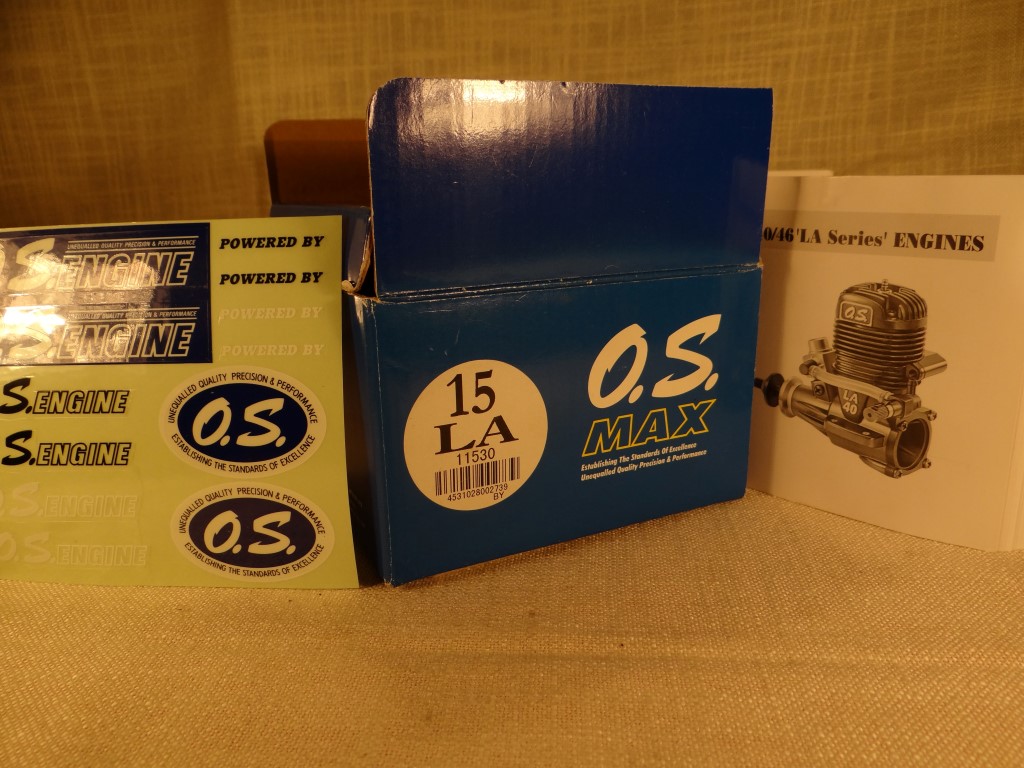 UNEQUALLED QUALITY PRECISION & PERFORMANCE
O.S.ENGINE
UNEQUALLED QUALITY PRECISION & PERFORMANCE
S.ENGINE
S.ENGINE
S.ENGINE
O.S.ENGINE
O.S.ENGINE
POWERED BY
POWERED BY
POWERED BY
POWERED BY
UNEQUALLED QUALITY PRECISION & PERFORMANCE
O.S.
ESTABLISHING THE STANDARDS OF EXCELLENCE
UNEQUALLED QUALITY PRECISION & PERFORMANCE
O.S.
ESTABLISHING THE STANDARDS OF EXCELLENCE
15
LA
11530
4531028002739
BY
O.S.
MAX
Establishing The Standards Of Excellence
Unequalled Quality Precision & Performance
0/46 'LA Series' ENGINES
O.S.
LA
40